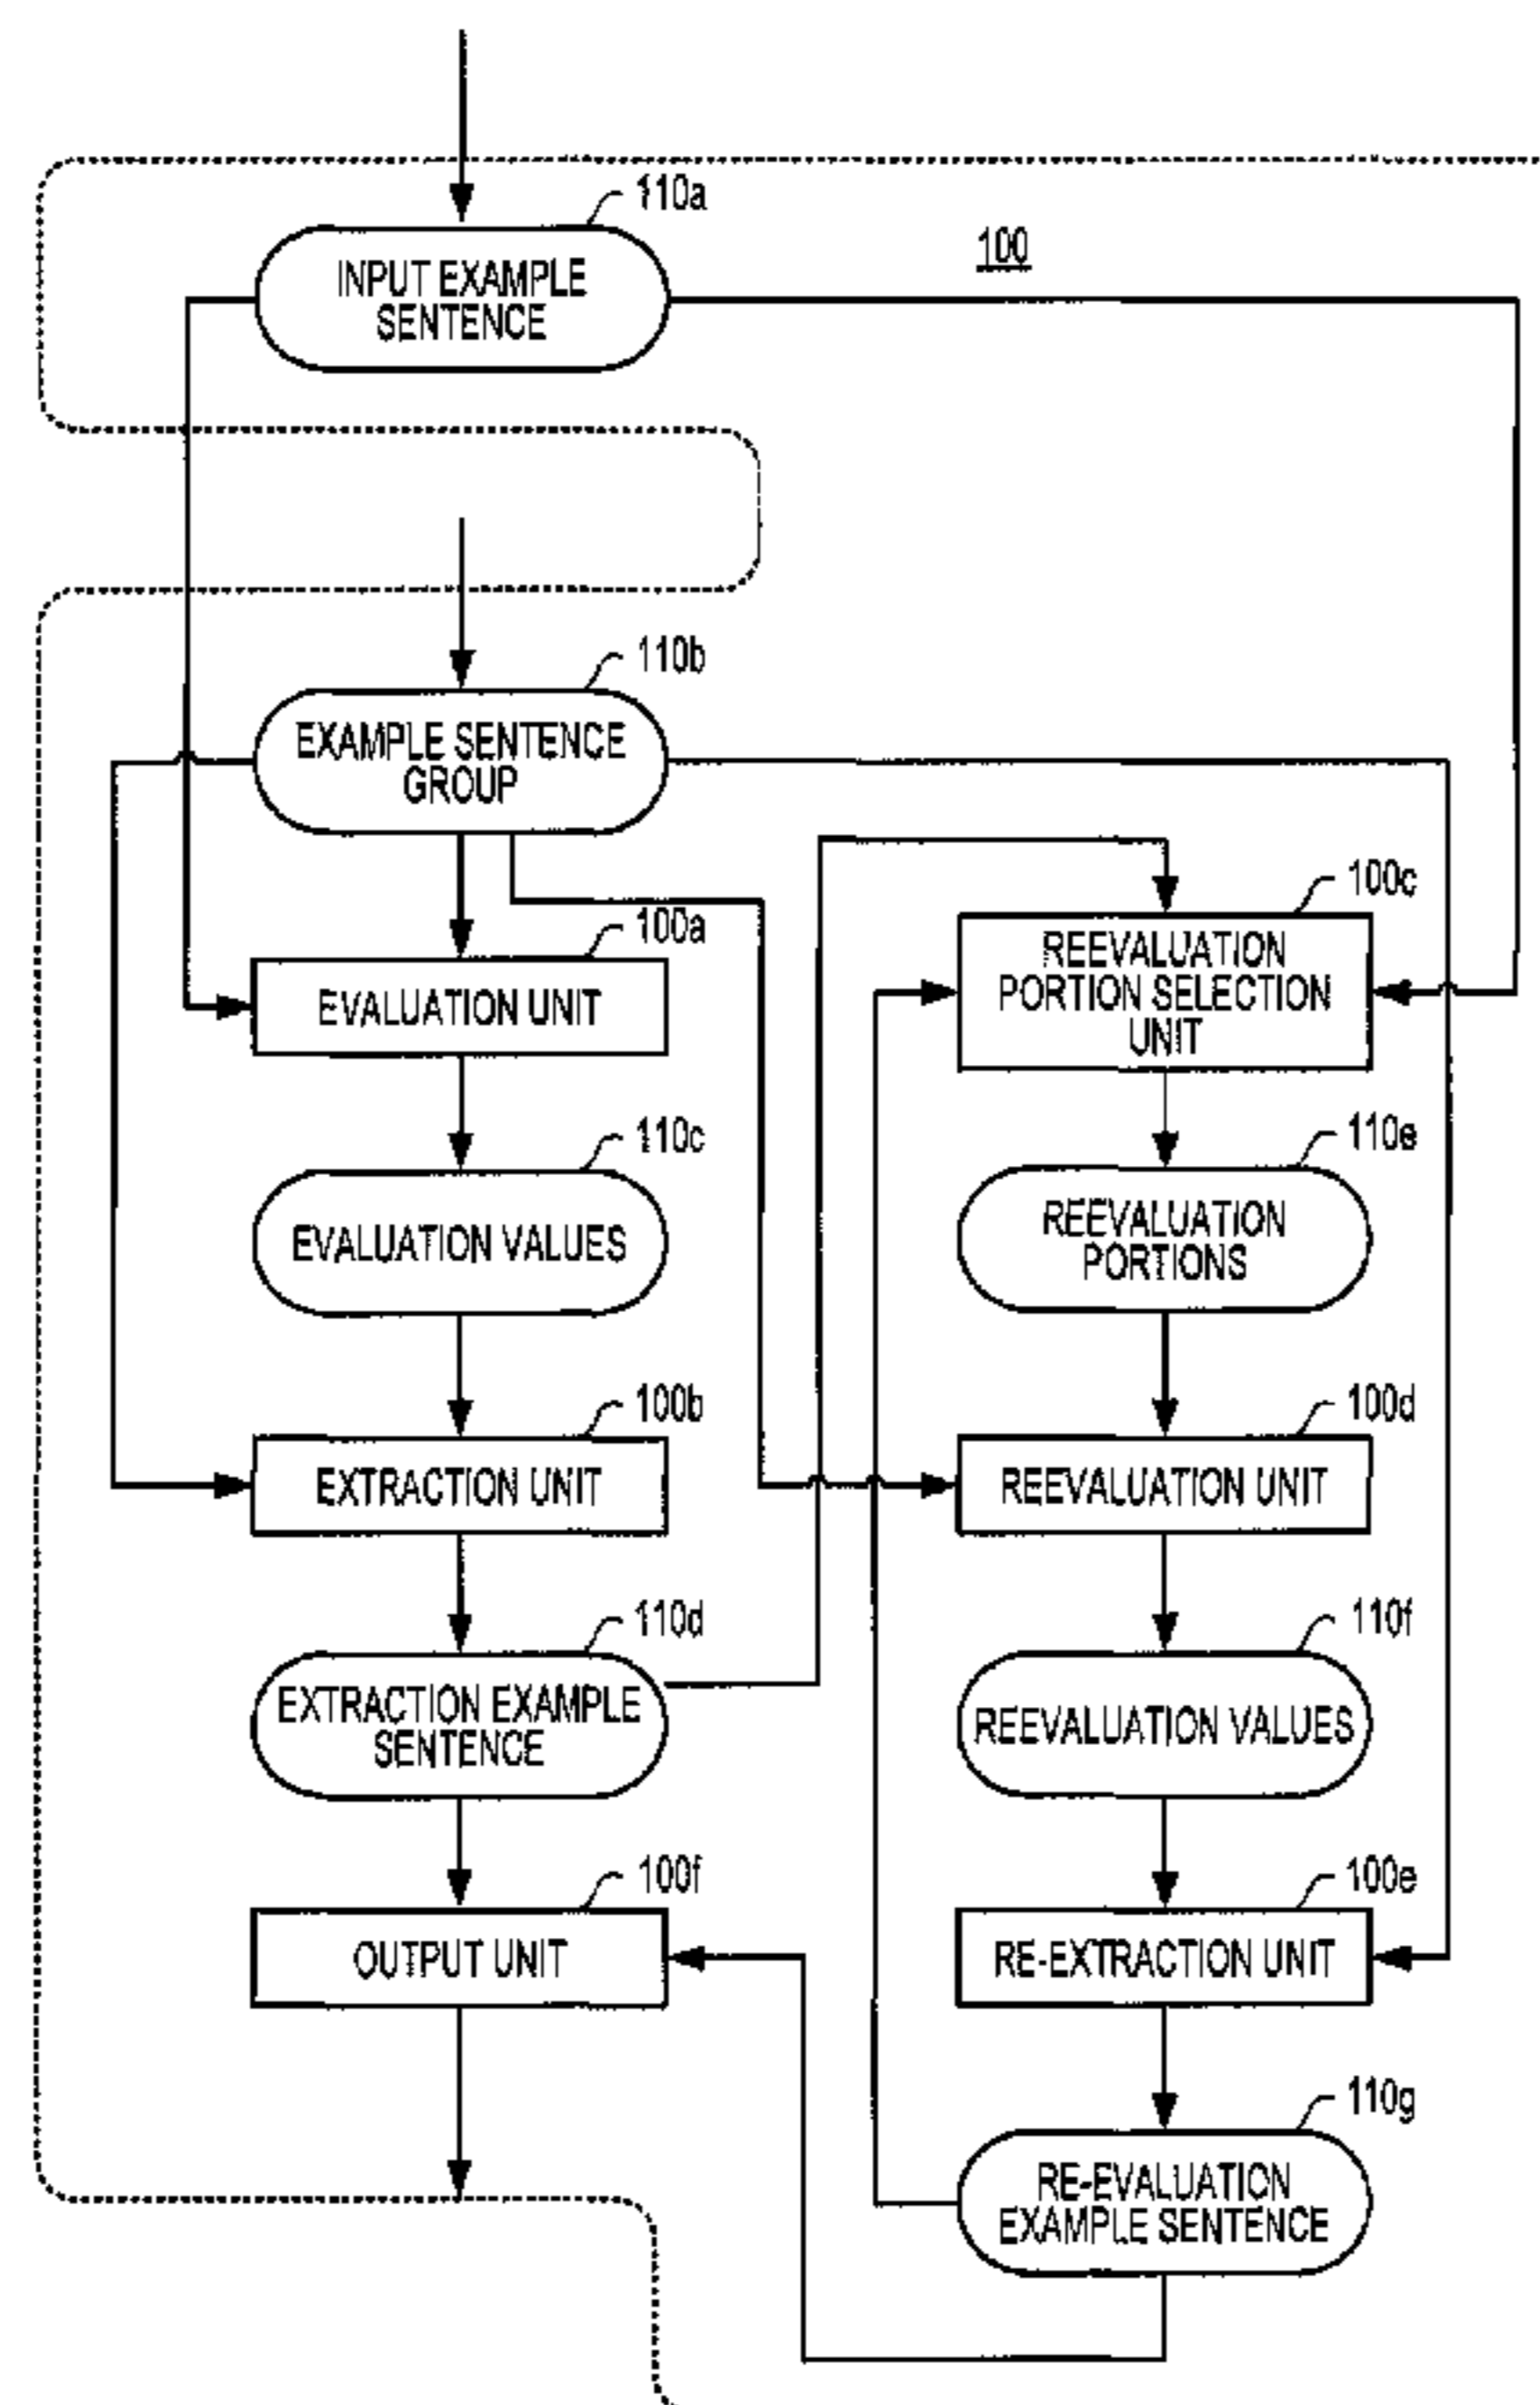 110a
INPUT EXAMPLE
SENTENCE
100
110b
EXAMPLE SENTENCE
GROUP
100a
EVALUATION UNIT
110c
EVALUATION VALUES
100b
EXTRACTION UNIT
110d
EXTRACTION EXAMPLE
SENTENCE
100f
OUTPUT UNIT
100c
REEVALUATION
PORTION SELECTION
UNIT
110e
REEVALUATION
PORTIONS
100d
REEVALUATION UNIT
110f
REEVALUATION VALUES
100e
RE-EXTRACTION UNIT
110g
RE-EVALUATION
EXAMPLE SENTENCE